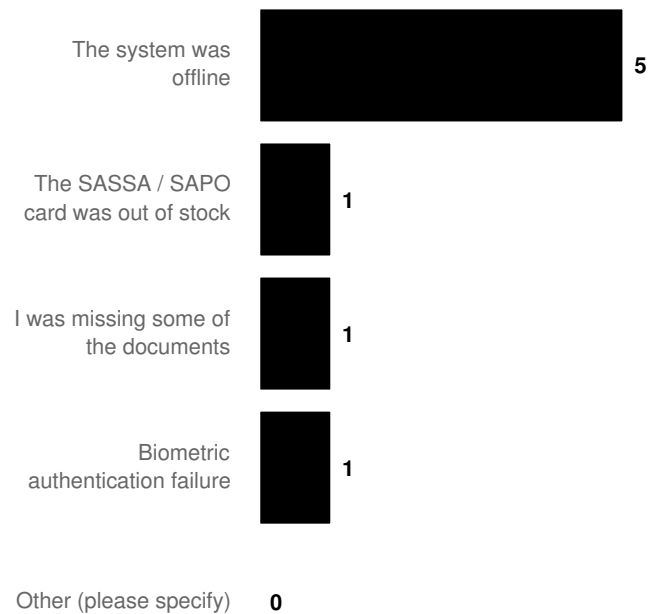 The system was
offline
5
The SASSA / SAPO
card was out of stock
1
I was missing some of
the documents
1
Biometric
authentication failure
1
Other (please specify)
0